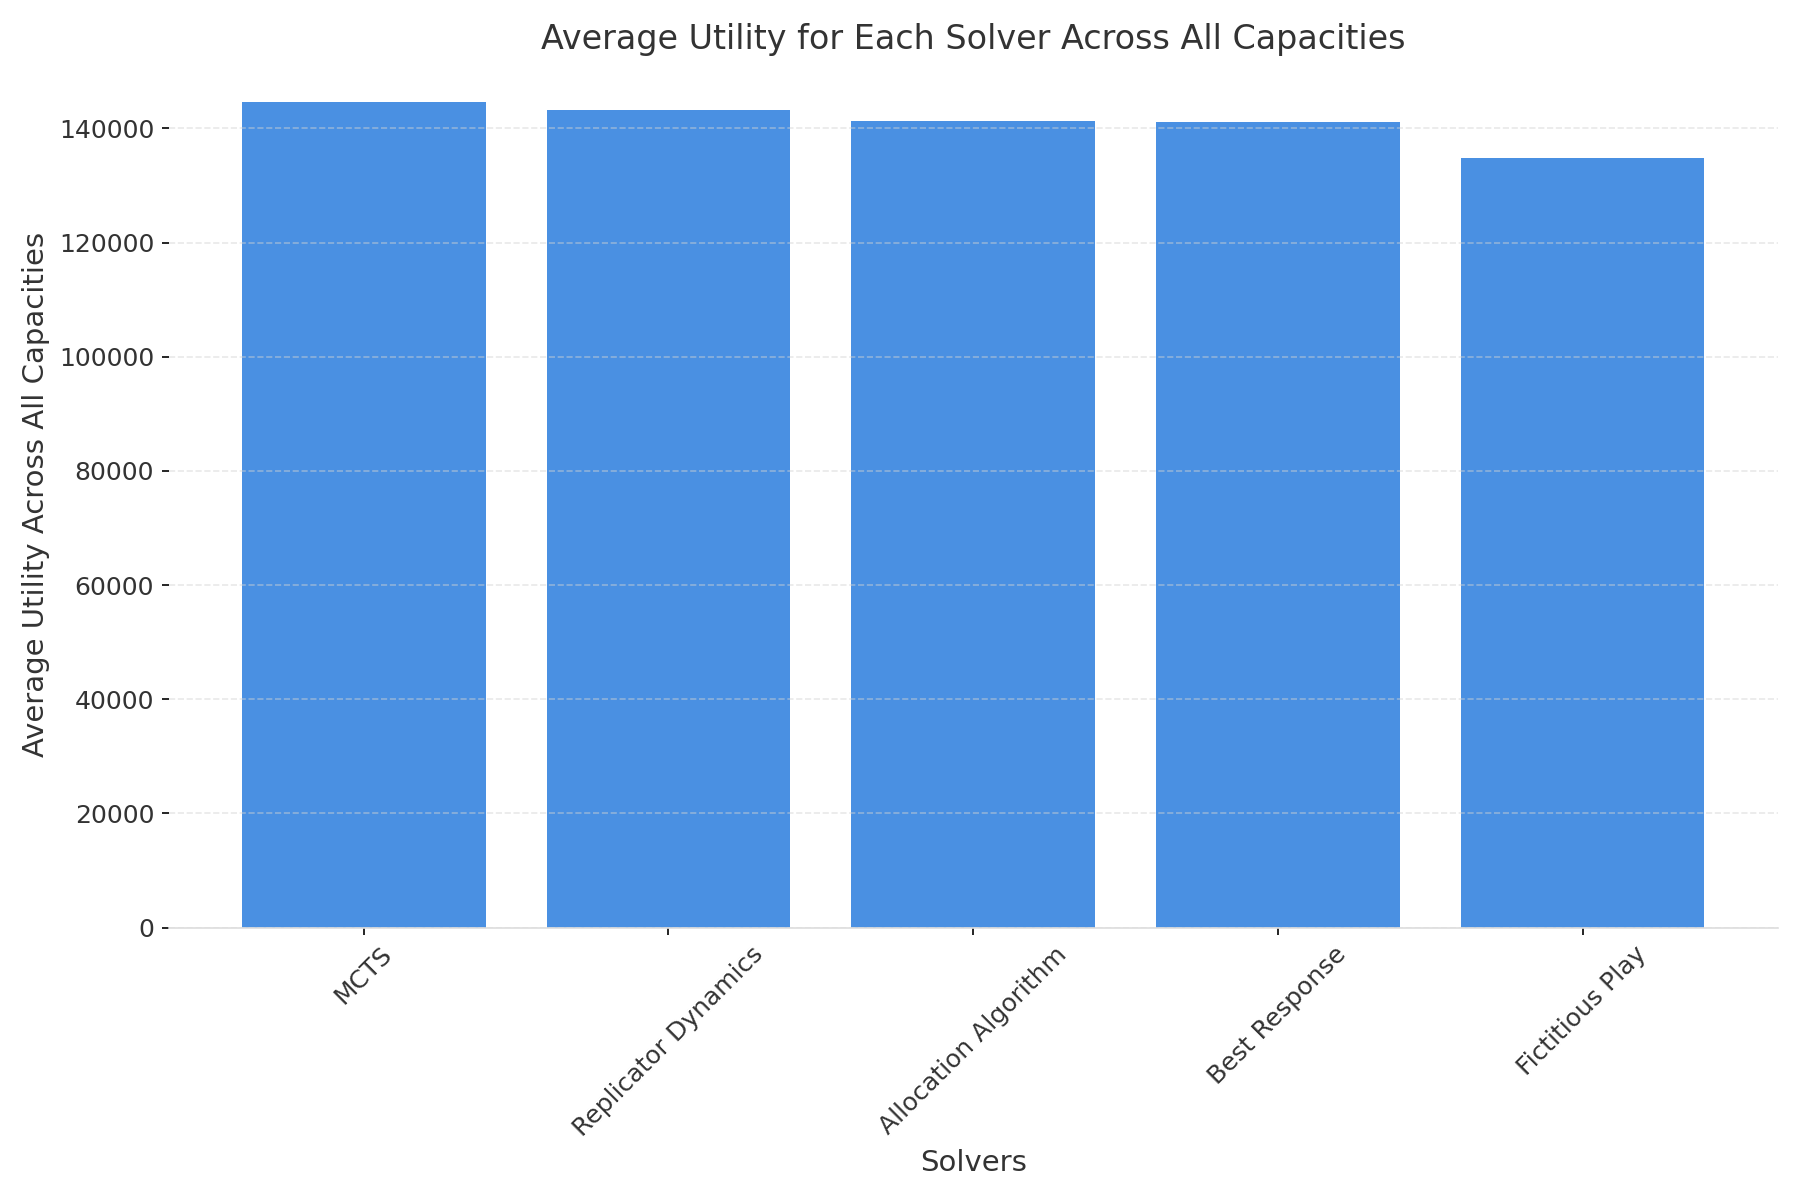 Average Utility for Each Solver Across All Capacities
Average Utility Across All Capacities
140000
120000
100000
80000
60000
40000
20000
0
MCTS
Replicator Dynamics
Allocation Algorithm
Best Response
Fictitious Play
Solvers